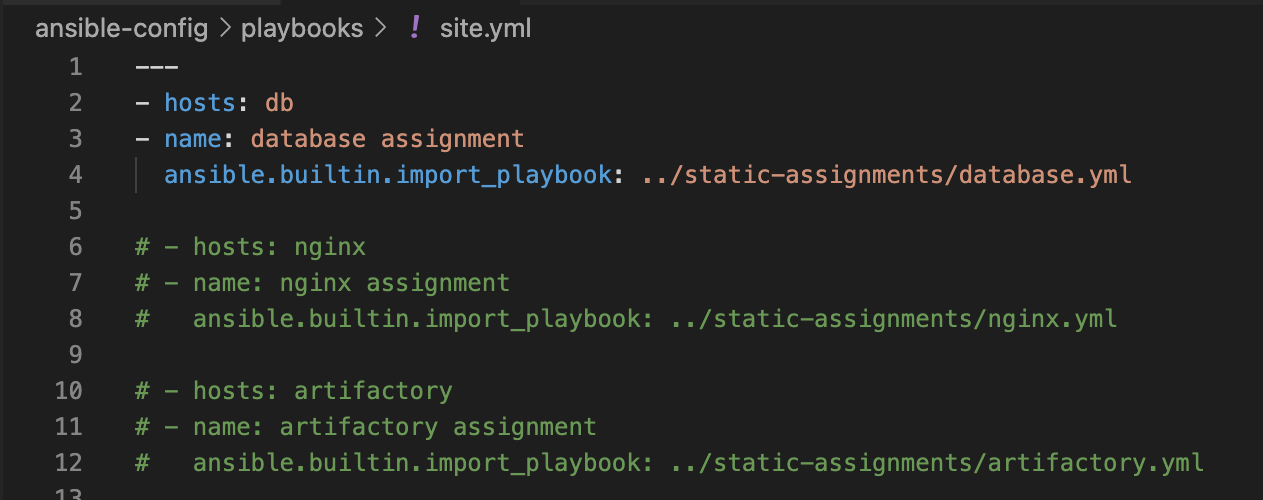 ansible-config > playbooks > ! site.yml
1 ---
2 - hosts: db
3 - name: database assignment
4   ansible.builtin.import_playbook: ../static-assignments/database.yml
5
6 # - hosts: nginx
7 # - name: nginx assignment
8 #   ansible.builtin.import_playbook: ../static-assignments/nginx.yml
9
10 # - hosts: artifactory
11 # - name: artifactory assignment
12 #   ansible.builtin.import_playbook: ../static-assignments/artifactory.yml
13